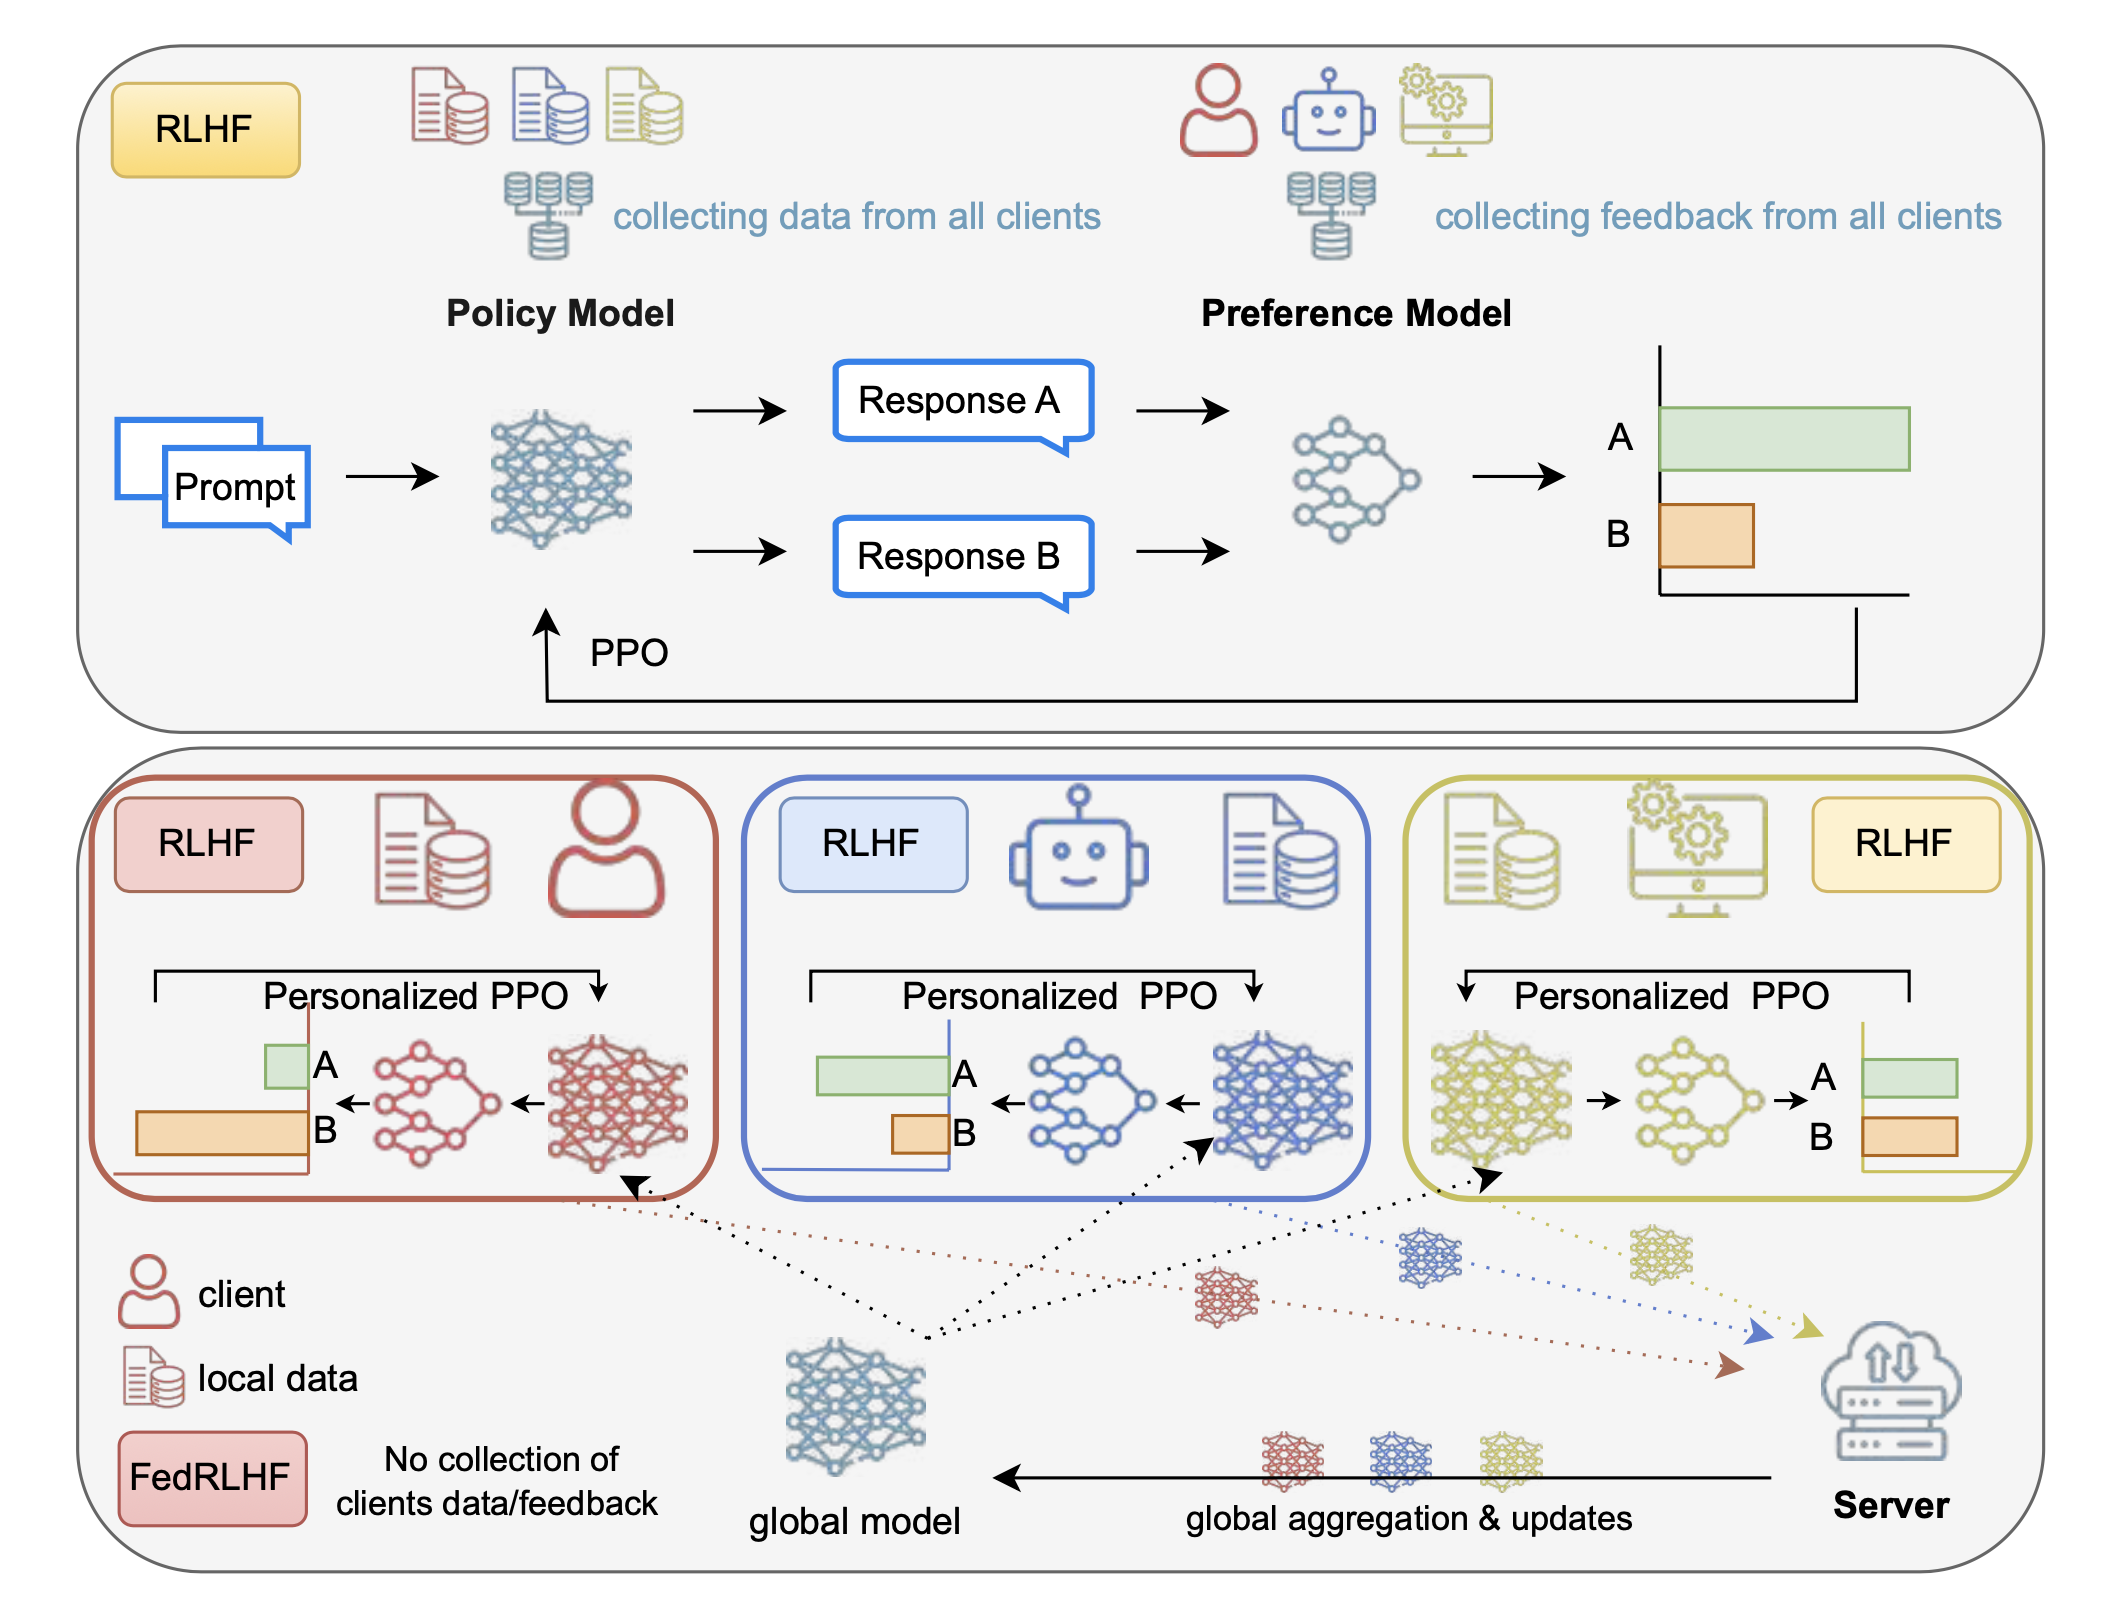 RLHF
collecting data from all clients
collecting feedback from all clients
Policy Model
Preference Model
Prompt
Response A
Response B
A
B
PPO
RLHF
RLHF
RLHF
Personalized PPO
A
B
Personalized PPO
A
B
Personalized PPO
A
B
client
local data
FedRLHF
No collection of
clients data/feedback
global model
global aggregation & updates
Server